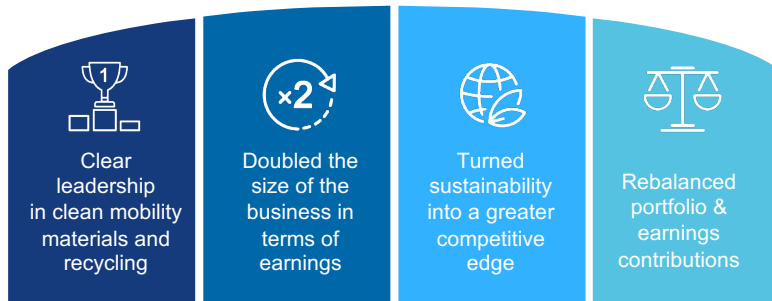 1
Clear
leadership
in clean mobility
materials and
recycling
×2
Doubled the
size of the
business in
terms of
earnings
Turned
sustainability
into a greater
competitive
edge
Rebalanced
portfolio &
earnings
contributions